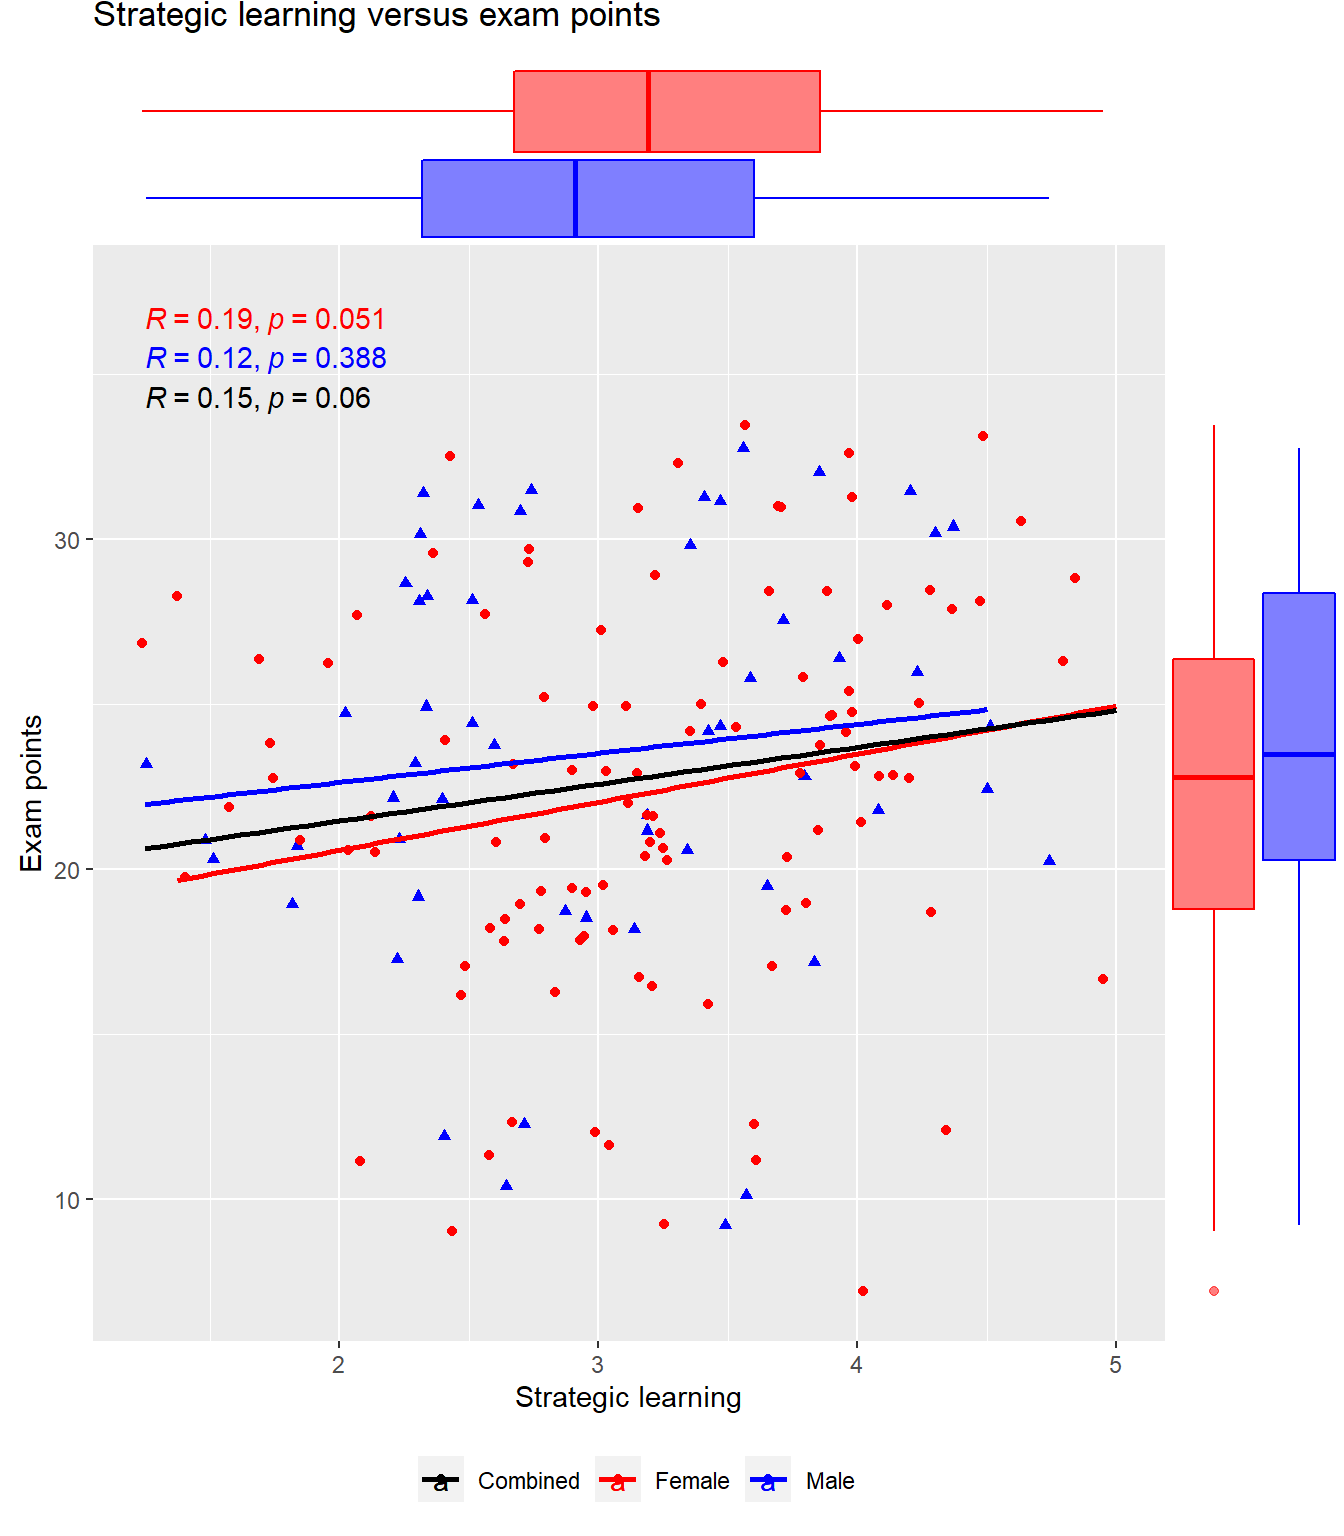 Strategic learning versus exam points
R = 0.19, p = 0.051
R = 0.12, p = 0.388
R = 0.15, p = 0.06
30
20
10
Exam points
2 3 4 5
Strategic learning
a Combined a Female a Male